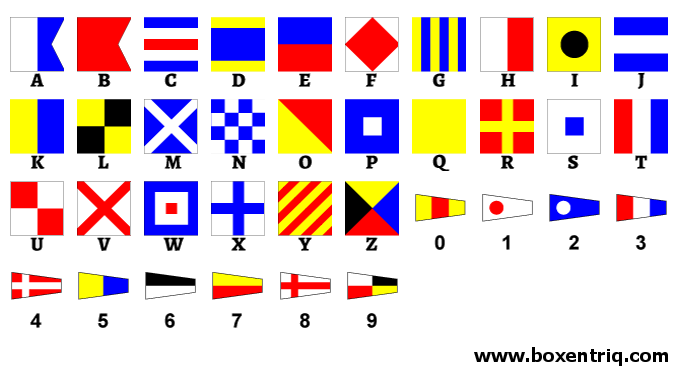 A B C D E F G H I J
K L M N O P Q R S T
U V W X Y Z 0 1 2 3
4 5 6 7 8 9
www.boxentriq.com